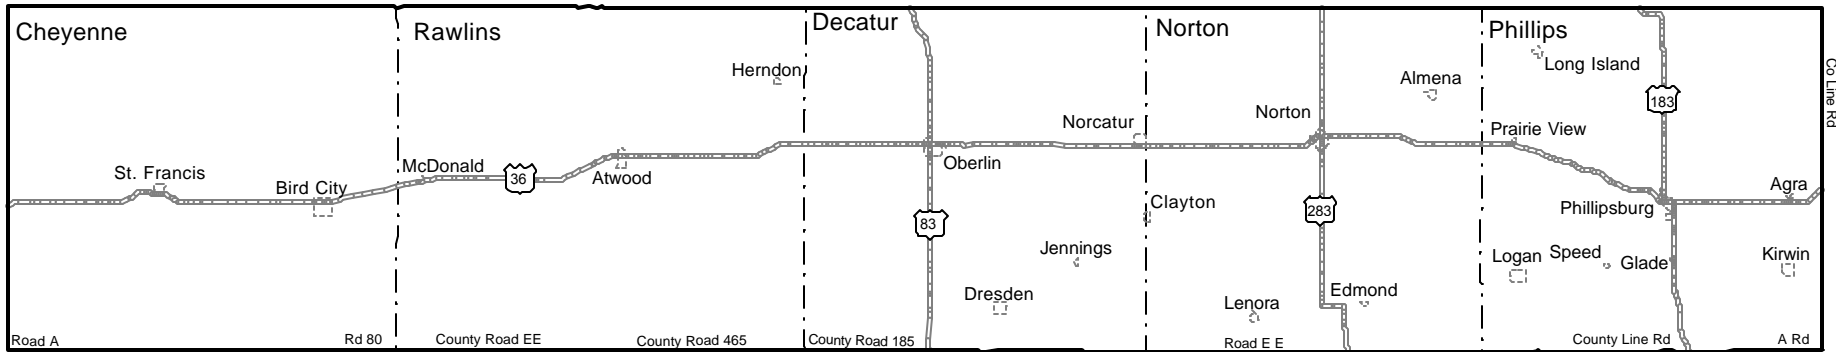 Cheyenne
Rawlins
Decatur
Norton
Phillips
Herndon
Long Island
Almena
Co Line Rd
183
Norcatur
Norton
Prairie View
St. Francis
Bird City
McDonald
36
Atwood
Oberlin
Agra
Clayton
283
Phillipsburg
83
Jennings
Logan
Speed
Glade
Kirwin
Dresden
Lenora
Edmond
Road A
Rd 80
County Road EE
County Road 465
County Road 185
Road E E
County Line Rd
A Rd